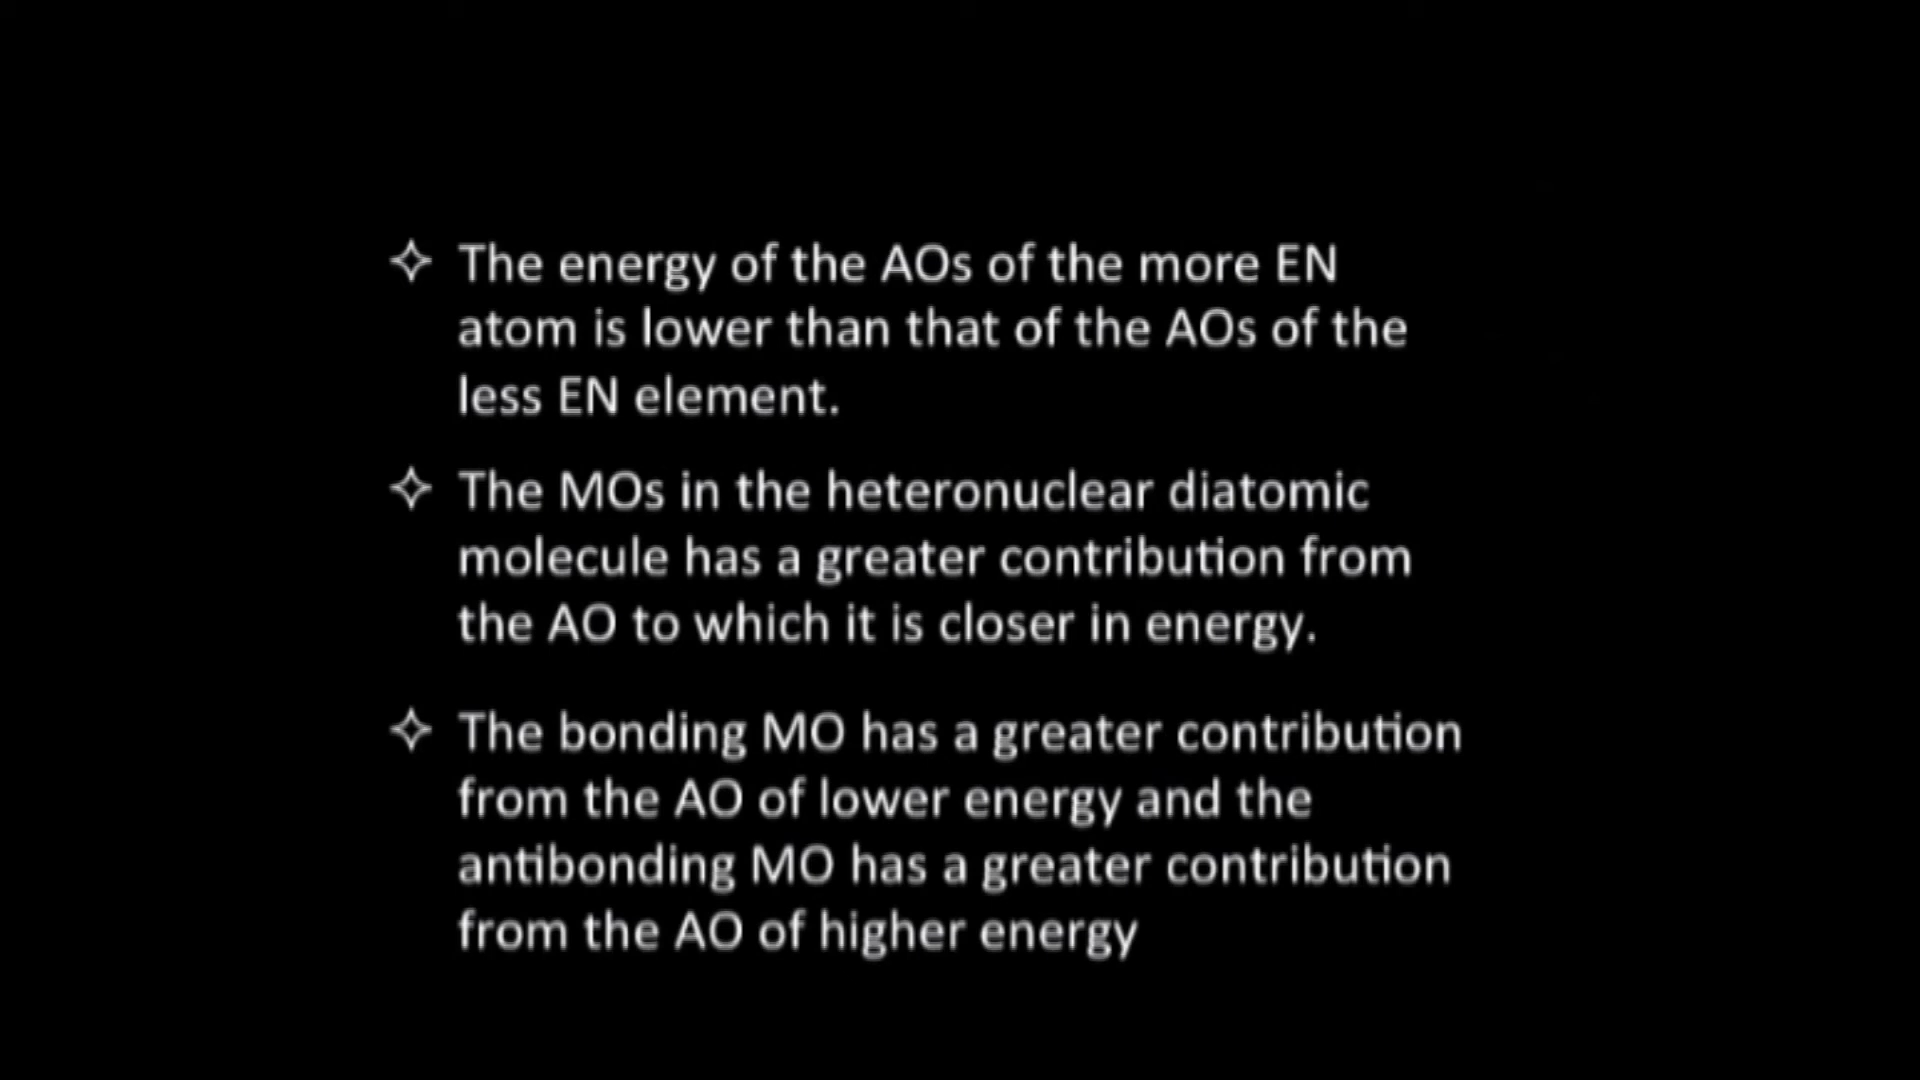 ✧ The energy of the AOs of the more EN
atom is lower than that of the AOs of the
less EN element.
✧ The MOs in the heteronuclear diatomic
molecule has a greater contribution from
the AO to which it is closer in energy.
✧ The bonding MO has a greater contribution
from the AO of lower energy and the
antibonding MO has a greater contribution
from the AO of higher energy